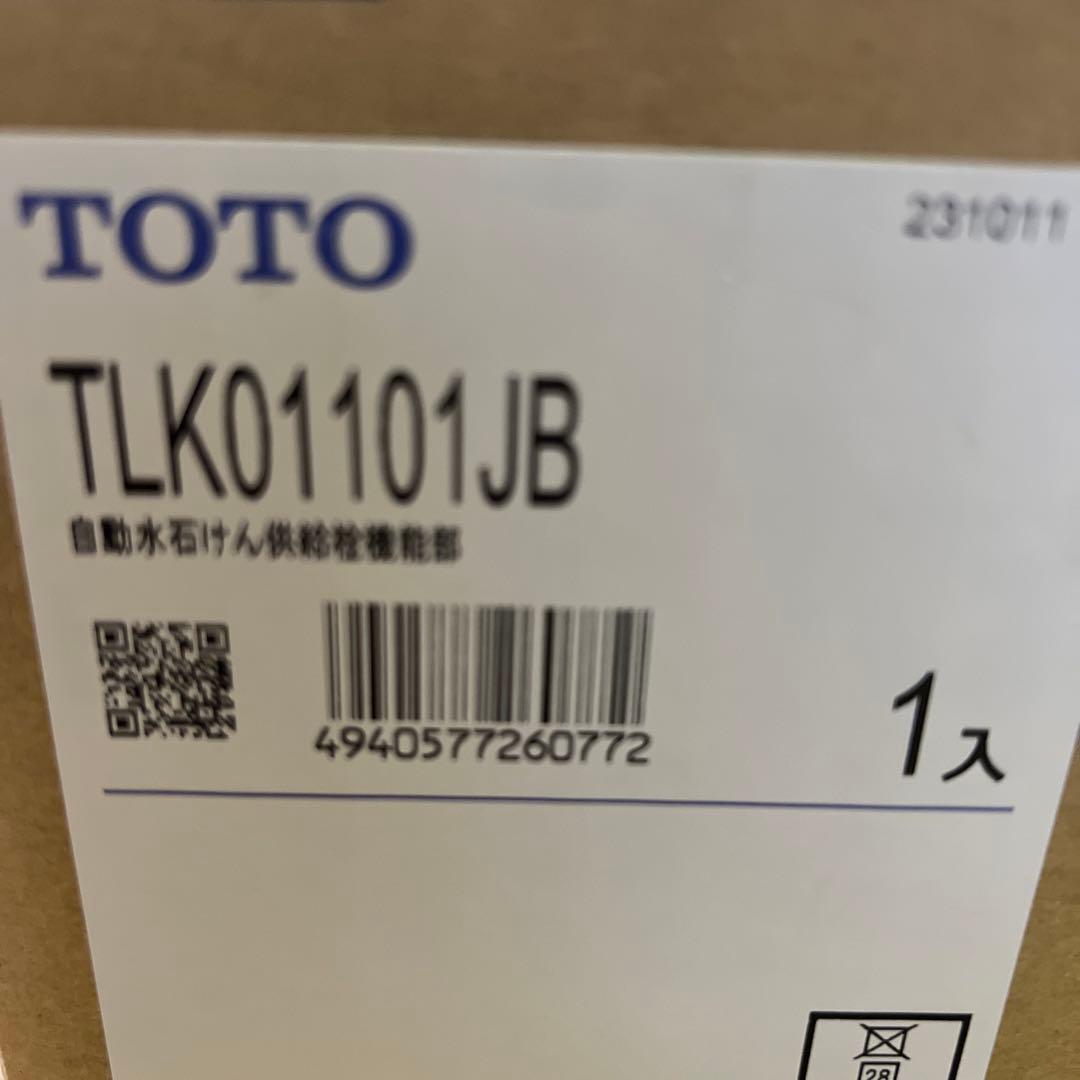 TOTO
231011
TLK01101JB
自動水石けん供給栓機能部
4940577260772
1入
28